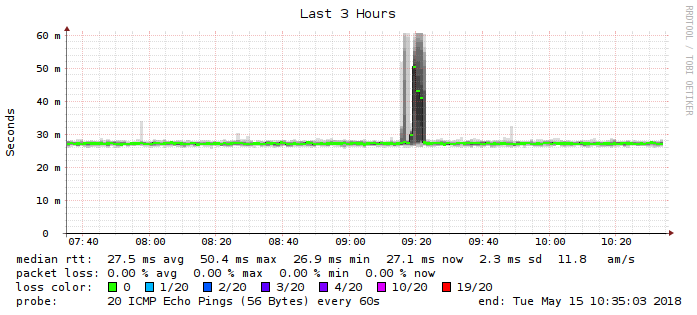 Last 3 Hours
RRDTOOL / TOBI OETIKER
Seconds
60 m
50 m
40 m
30 m
20 m
10 m
0
07:40 08:00 08:20 08:40 09:00 09:20 09:40 10:00 10:20
median rtt: 27.5 ms avg 50.4 ms max 26.9 ms min 27.1 ms now 2.3 ms sd 11.8 am/s
packet loss: 0.00 % avg 0.00 % max 0.00 % min 0.00 % now
loss color: 0 1/20 2/20 3/20 4/20 10/20 19/20
probe: 20 ICMP Echo Pings (56 Bytes) every 60s end: Tue May 15 10:35:03 2018